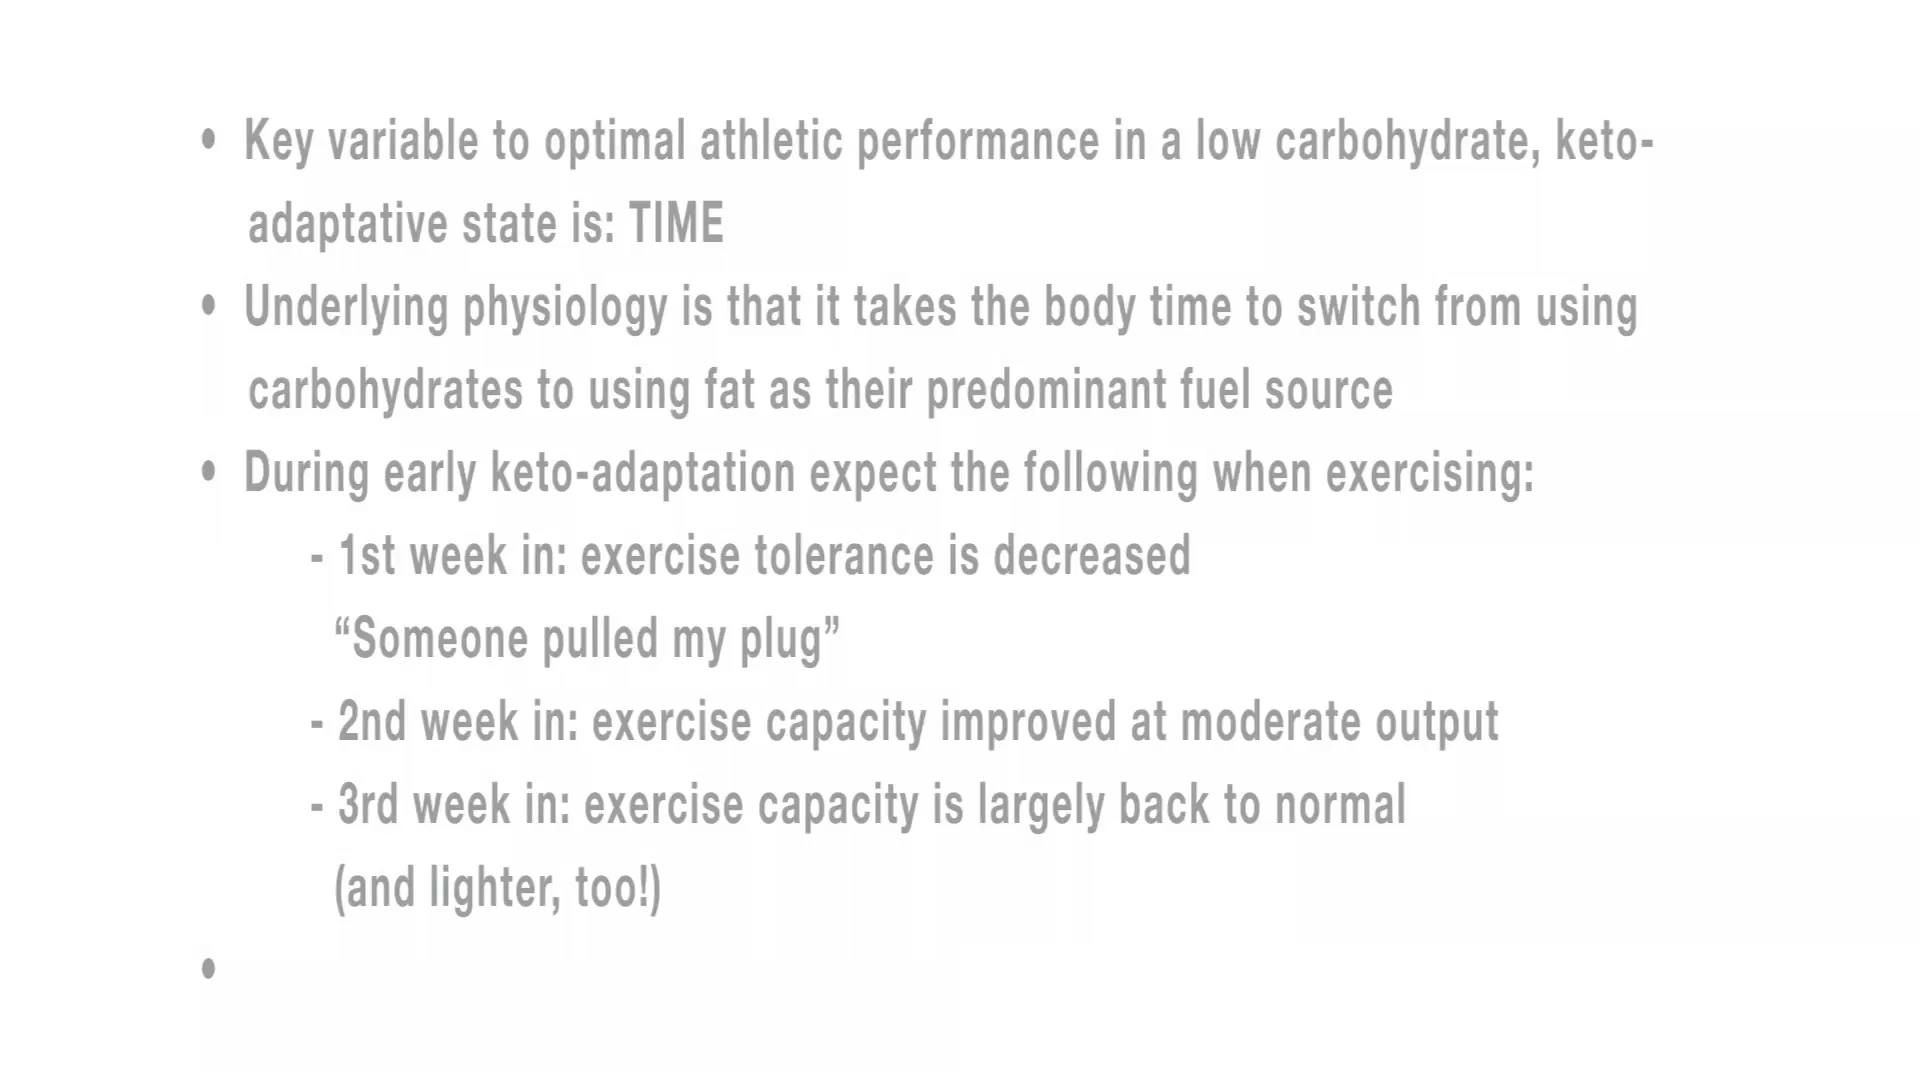 • Key variable to optimal athletic performance in a low carbohydrate, keto-
adaptative state is: TIME
• Underlying physiology is that it takes the body time to switch from using
carbohydrates to using fat as their predominant fuel source
• During early keto-adaptation expect the following when exercising:
- 1st week in: exercise tolerance is decreased
“Someone pulled my plug”
- 2nd week in: exercise capacity improved at moderate output
- 3rd week in: exercise capacity is largely back to normal
(and lighter, too!)
•